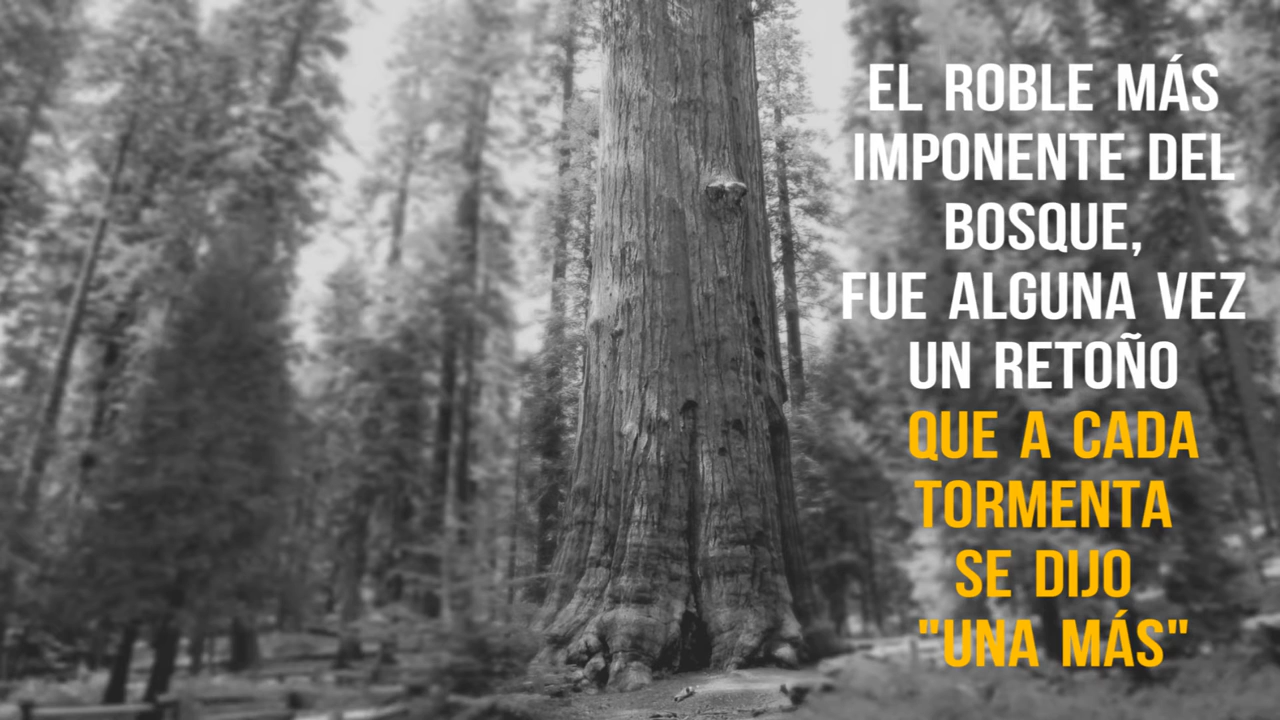 EL ROBLE MÁS
IMPONENTE DEL
BOSQUE,
FUE ALGUNA VEZ
UN RETOÑO
QUE A CADA
TORMENTA
SE DIJO
"UNA MÁS"